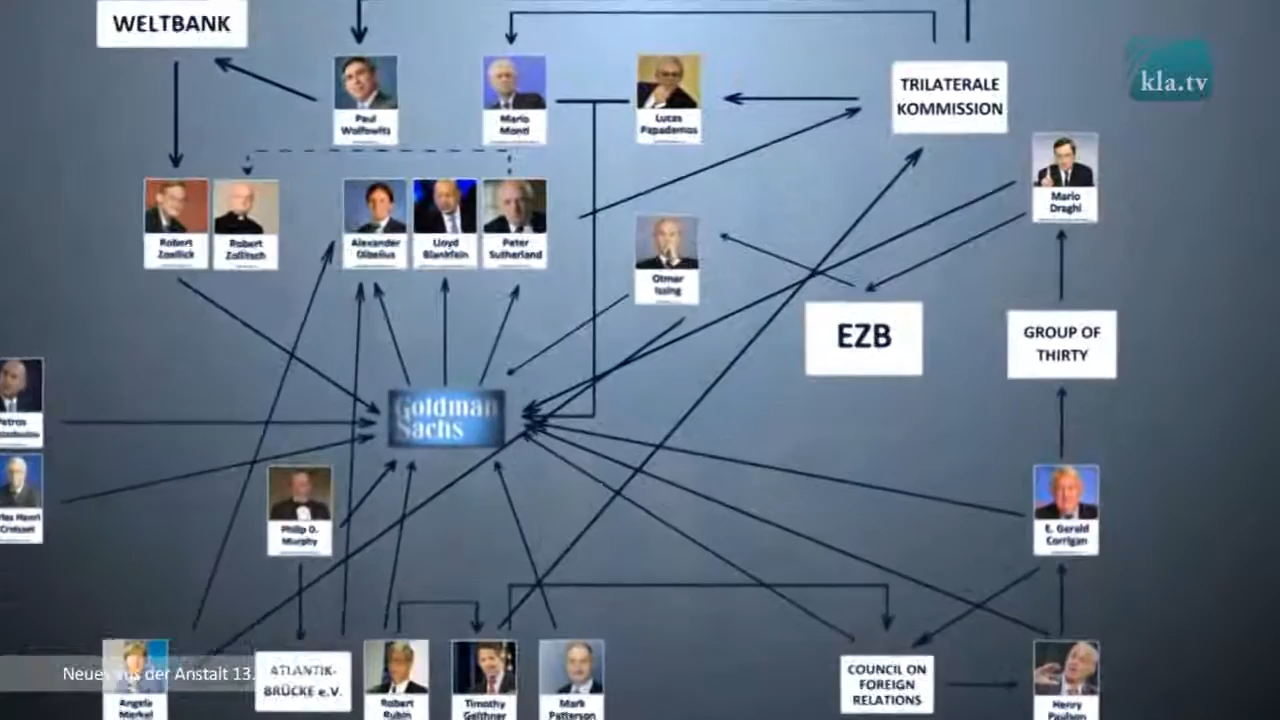 WELTBANK
kla.tv
Paul
Wolfowitz
Mario
Monti
Lucas
Papademos
TRILATERALE
KOMMISSION
Mario
Draghi
Robert
Zoellick
Robert
Zollitsch
Alexander
Dibelius
Lloyd
Blankfein
Peter
Sutherland
Otmar
Issing
EZB
GROUP OF
THIRTY
Goldman
Sachs
Philip D.
Murphy
E. Gerald
Corrigan
Neues aus der Anstalt 13.
Angela
Merkel
ATLANTIK-
BRÜCKE e.V.
Robert
Rubin
Timothy
Geithner
Mark
Patterson
COUNCIL ON
FOREIGN
RELATIONS
Henry
Paulson